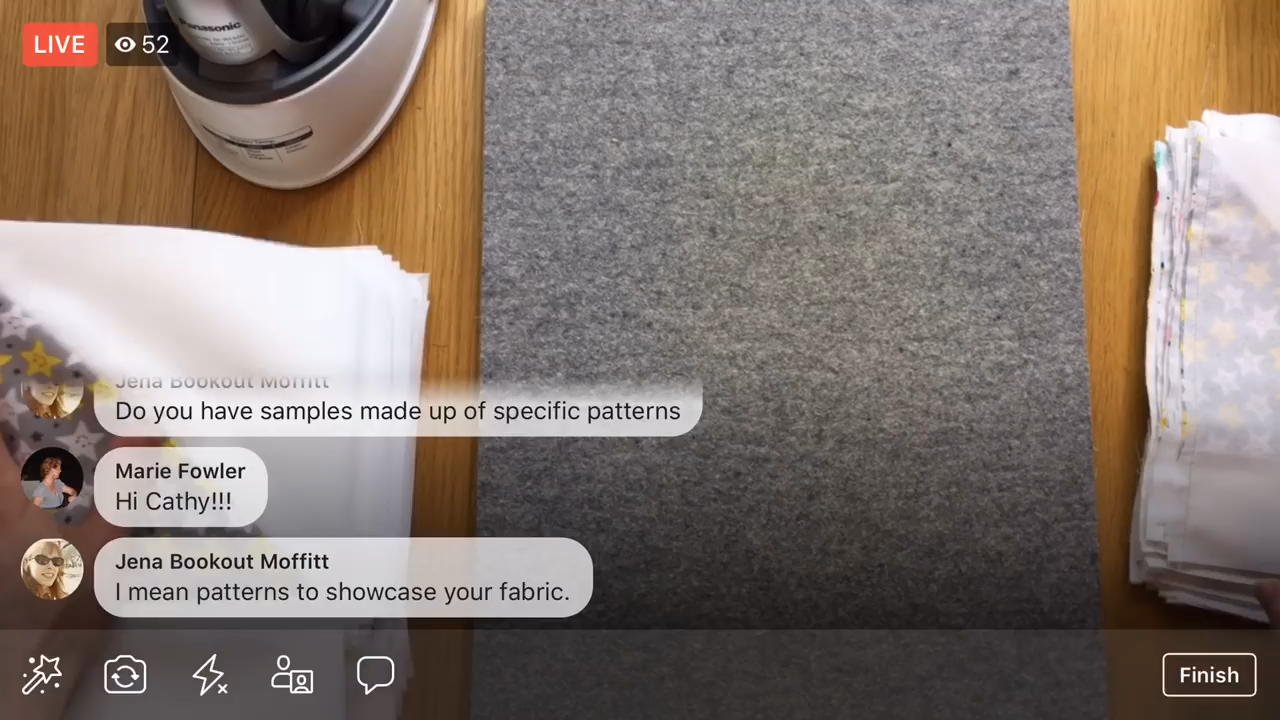 LIVE
52
Panasonic
Jena Bookout Moffitt
Do you have samples made up of specific patterns
Marie Fowler
Hi Cathy!!!
Jena Bookout Moffitt
I mean patterns to showcase your fabric.
Finish